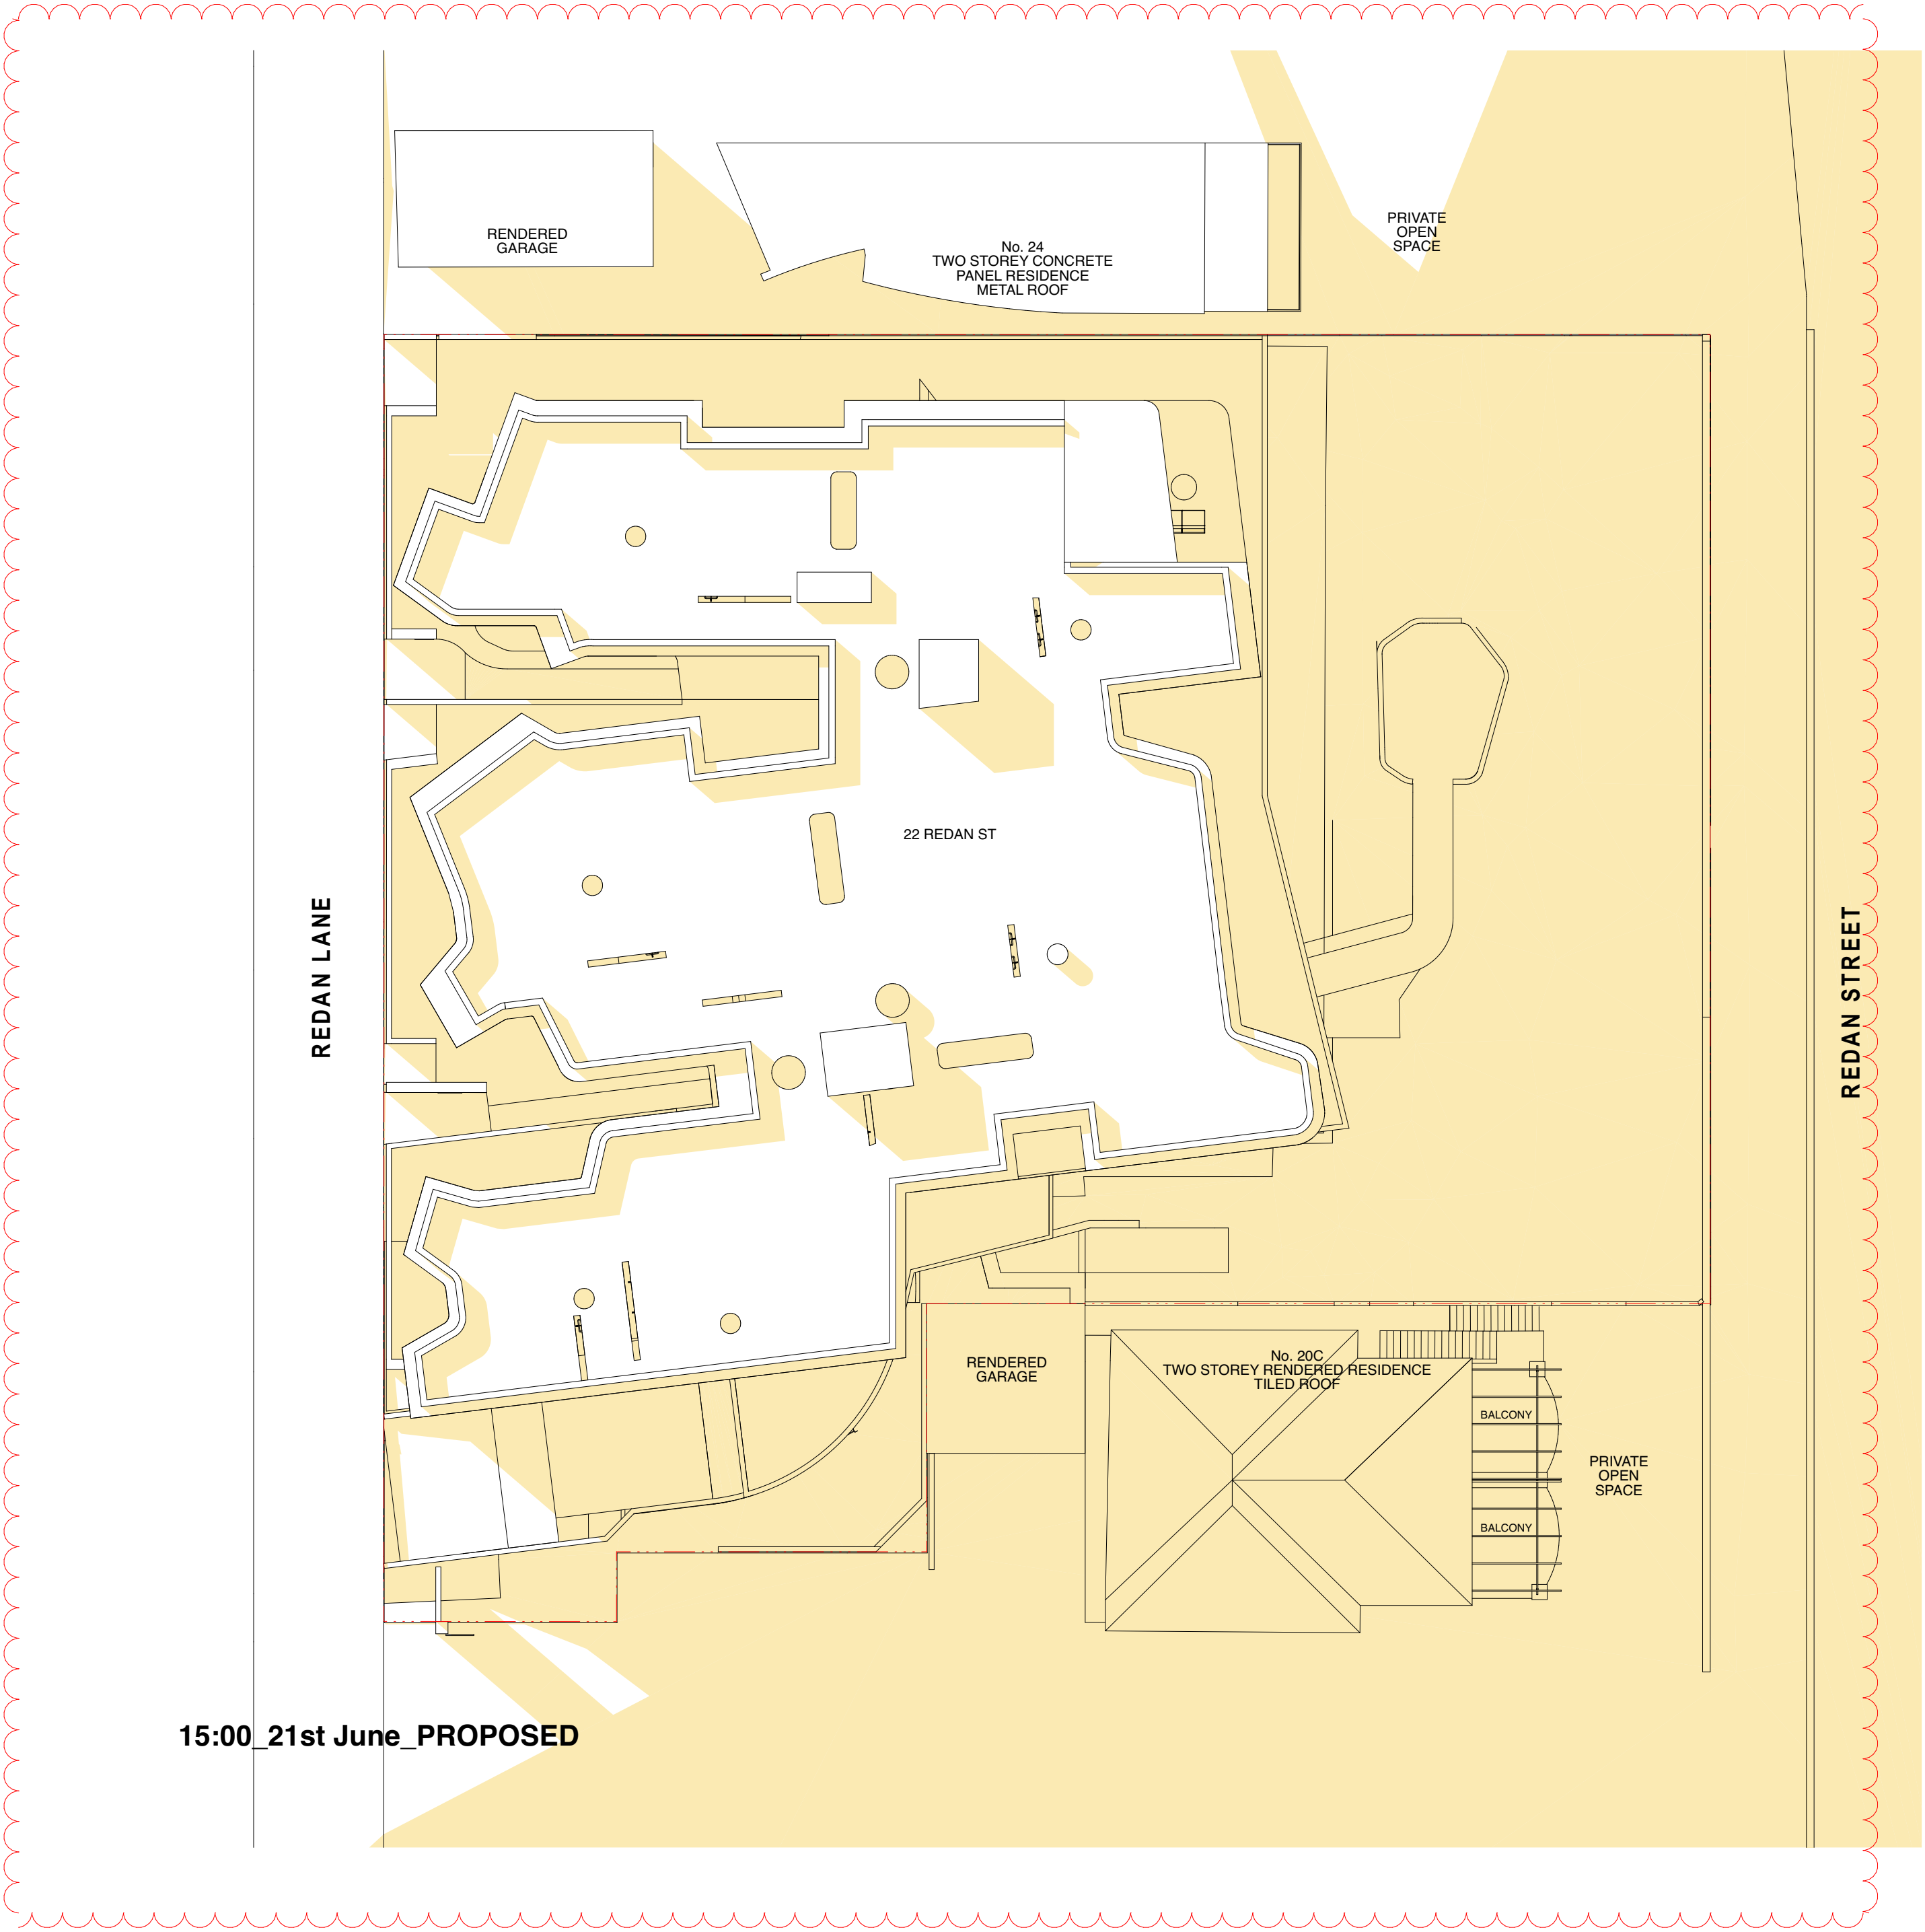 RENDERED
GARAGE
No. 24
TWO STOREY CONCRETE
PANEL RESIDENCE
METAL ROOF
PRIVATE
OPEN
SPACE
22 REDAN ST
REDAN LANE
REDAN STREET
RENDERED
GARAGE
No. 20C
TWO STOREY RENDERED RESIDENCE
TILED ROOF
BALCONY
PRIVATE
OPEN
SPACE
BALCONY
15:00_21st June_PROPOSED